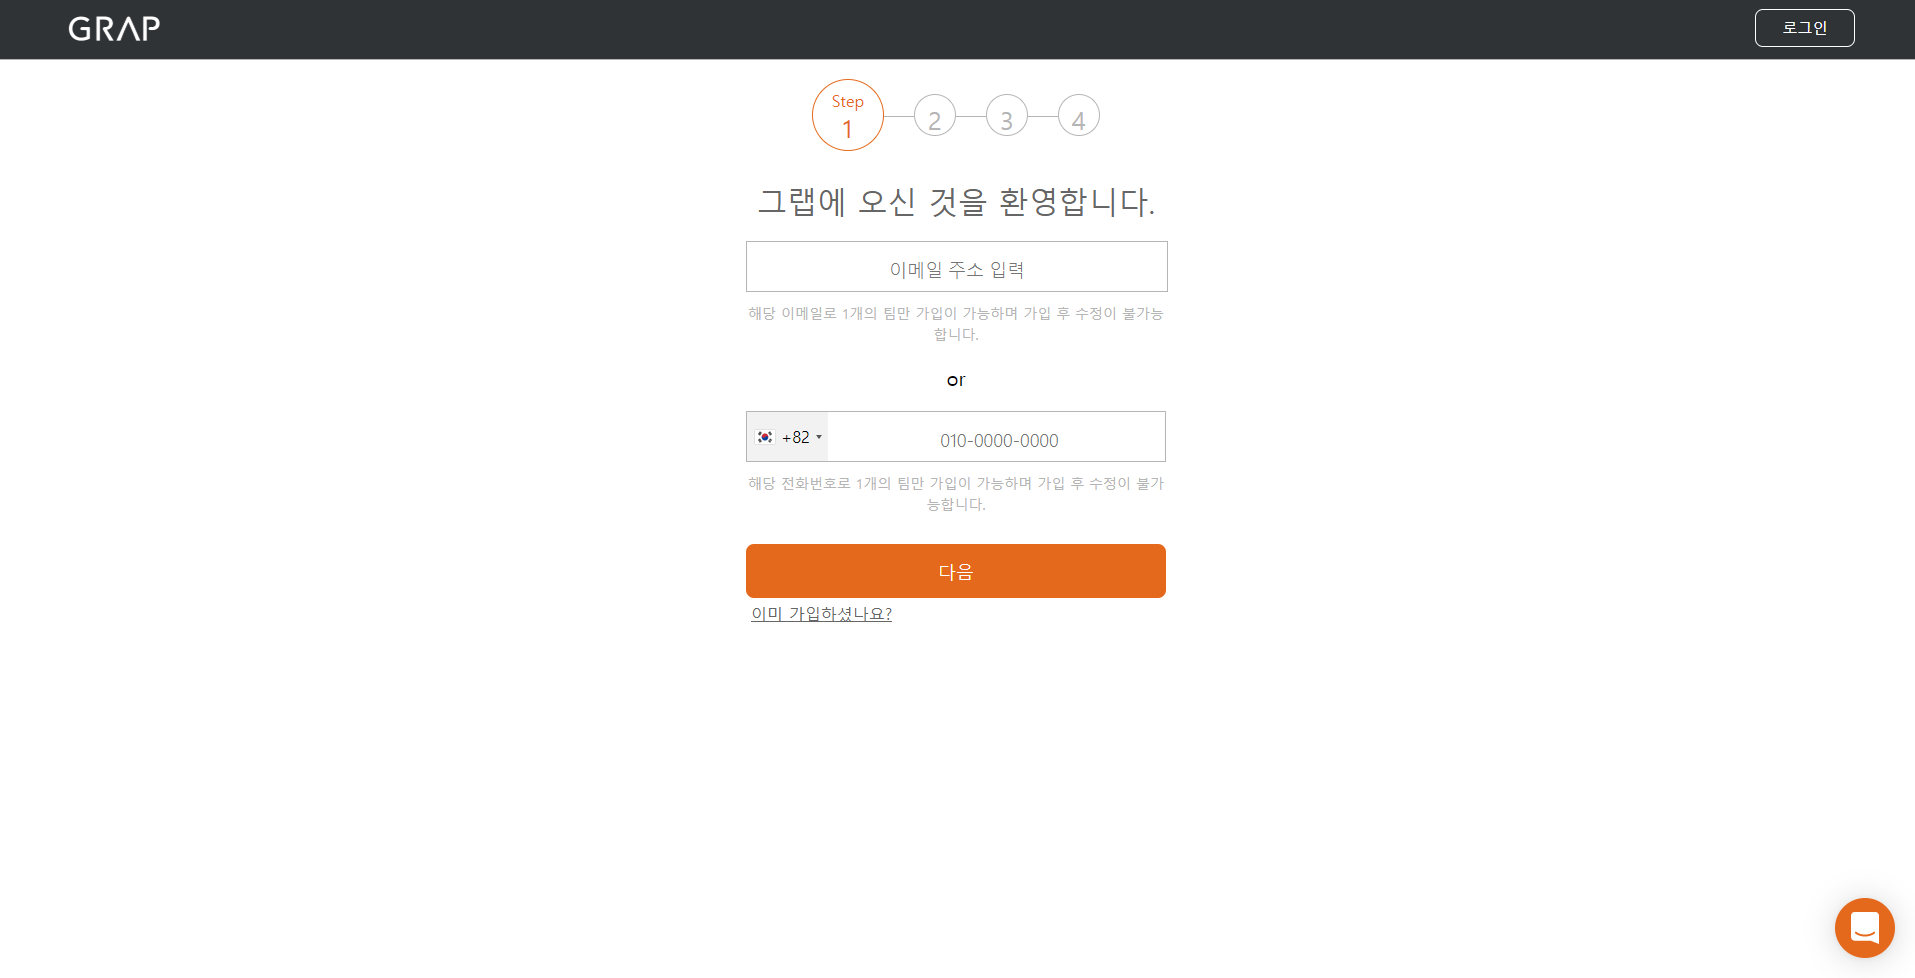 GRAP
로그인
Step
1
2
3
4
그랩에 오신 것을 환영합니다.
이메일 주소 입력
해당 이메일로 1개의 팀만 가입이 가능하며 가입 후 수정이 불가능
합니다.
or
+82
010-0000-0000
해당 전화번호로 1개의 팀만 가입이 가능하며 가입 후 수정이 불가
능합니다.
다음
이미 가입하셨나요?